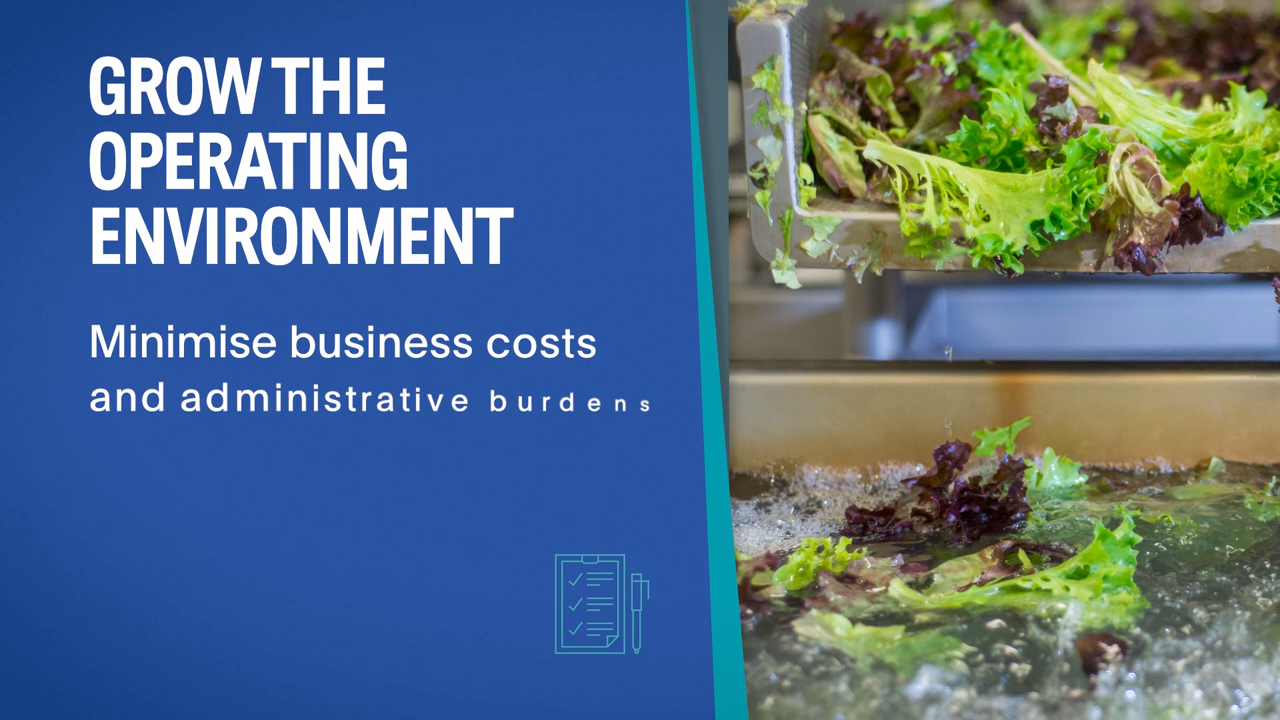 GROW THE
OPERATING
ENVIRONMENT
Minimise business costs
and administrative burdens